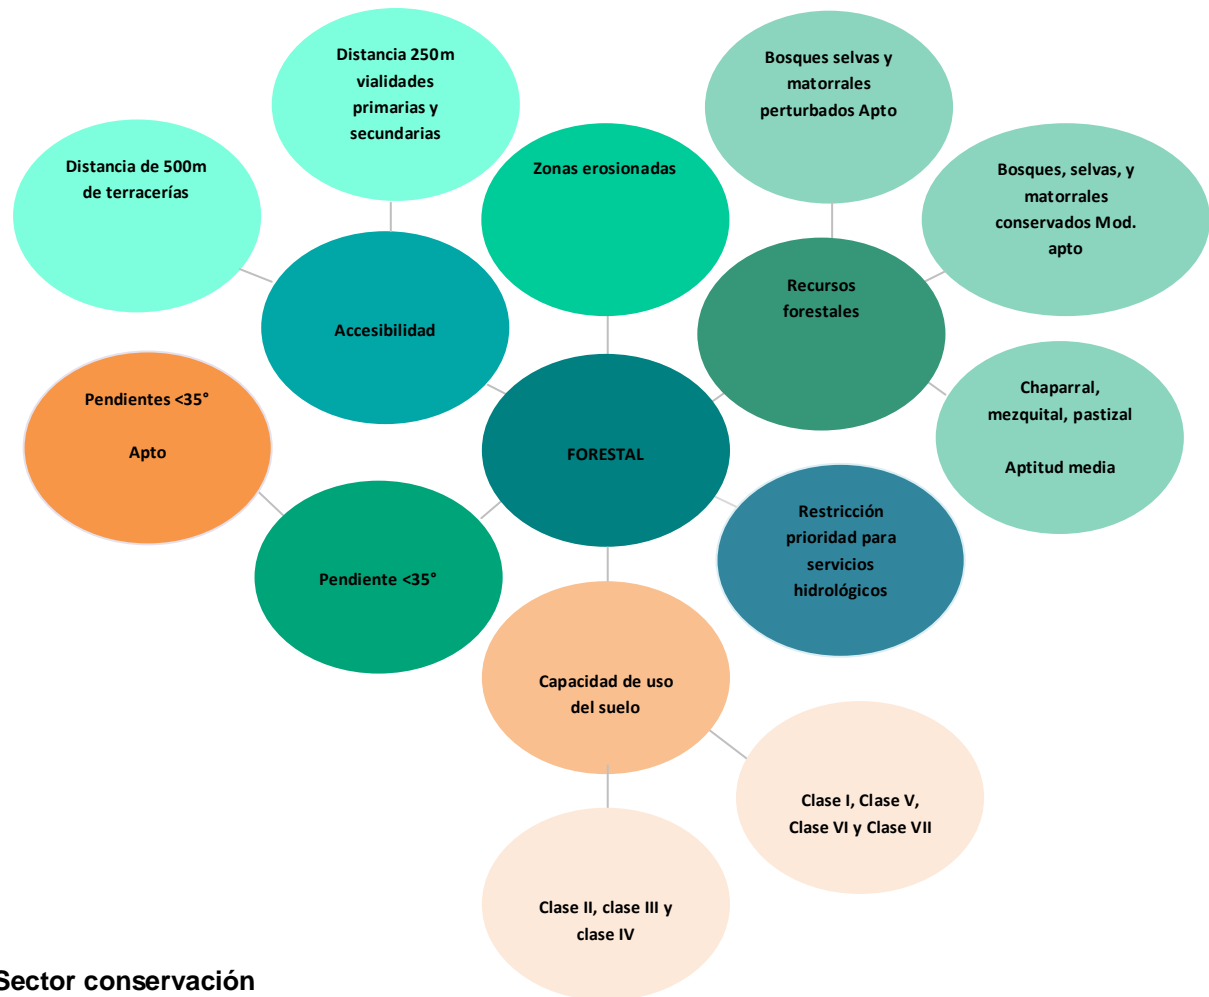 Distancia 250m
vialidades
primarias y
secundarias
Bosques selvas y
matorrales
perturbados Apto
Distancia de 500m
de terracerías
Zonas erosionadas
Bosques, selvas, y
matorrales
conservados Mod.
apto
Recursos
forestales
Accesibilidad
Pendientes <35°
Apto
Chaparral,
mezquital, pastizal
Aptitud media
FORESTAL
Restricción
prioridad para
servicios
hidrológicos
Pendiente <35°
Capacidad de uso
del suelo
Clase I, Clase V,
Clase VI y Clase VII
Clase II, clase III y
clase IV
Sector conservación